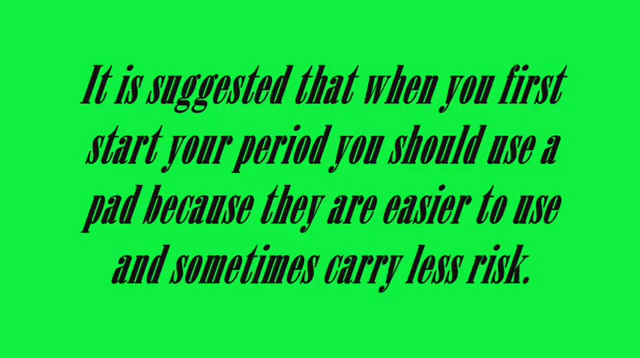 It is suggested that when you first
start your period you should use a
pad because they are easier to use
and sometimes carry less risk.